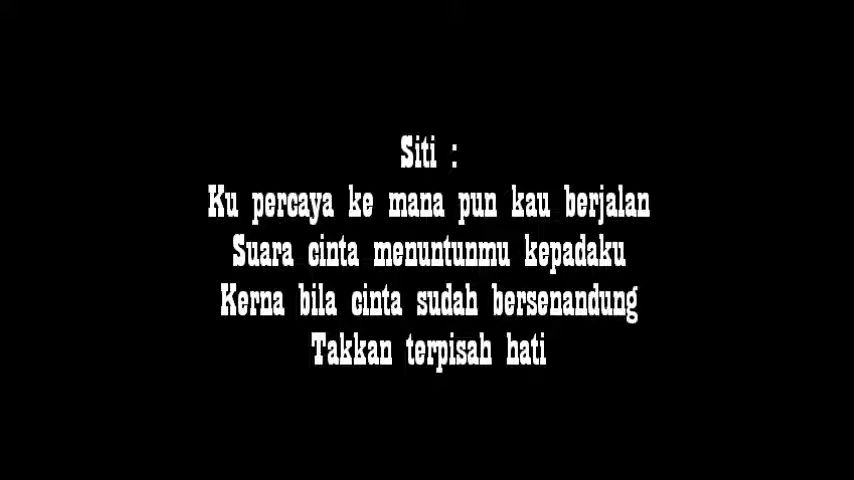 Siti :
Ku percaya ke mana pun kau berjalan
Suara cinta menuntunmu kepadaku
Kerna bila cinta sudah bersenandung
Takkan terpisah hati